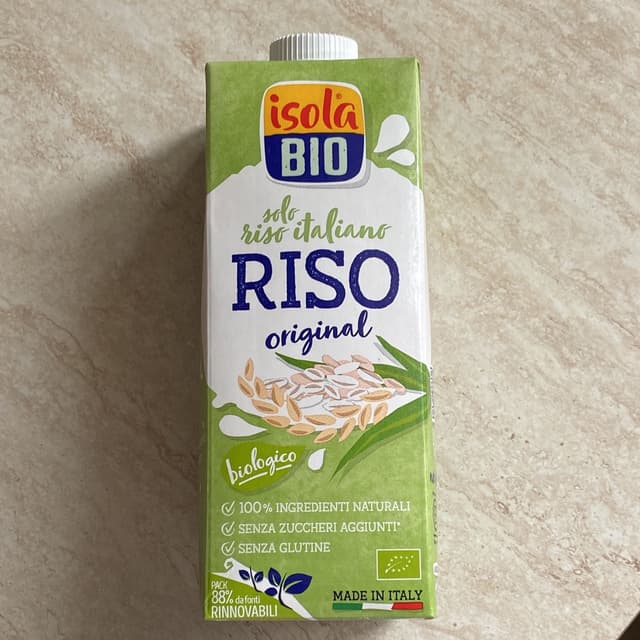 isola®
BIO
solo
riso italiano
RISO
original
biologico
100% INGREDIENTI NATURALI
SENZA ZUCCHERI AGGIUNTI*
SENZA GLUTINE
PACK
88% da fonti
RINNOVABILI
MADE IN ITALY